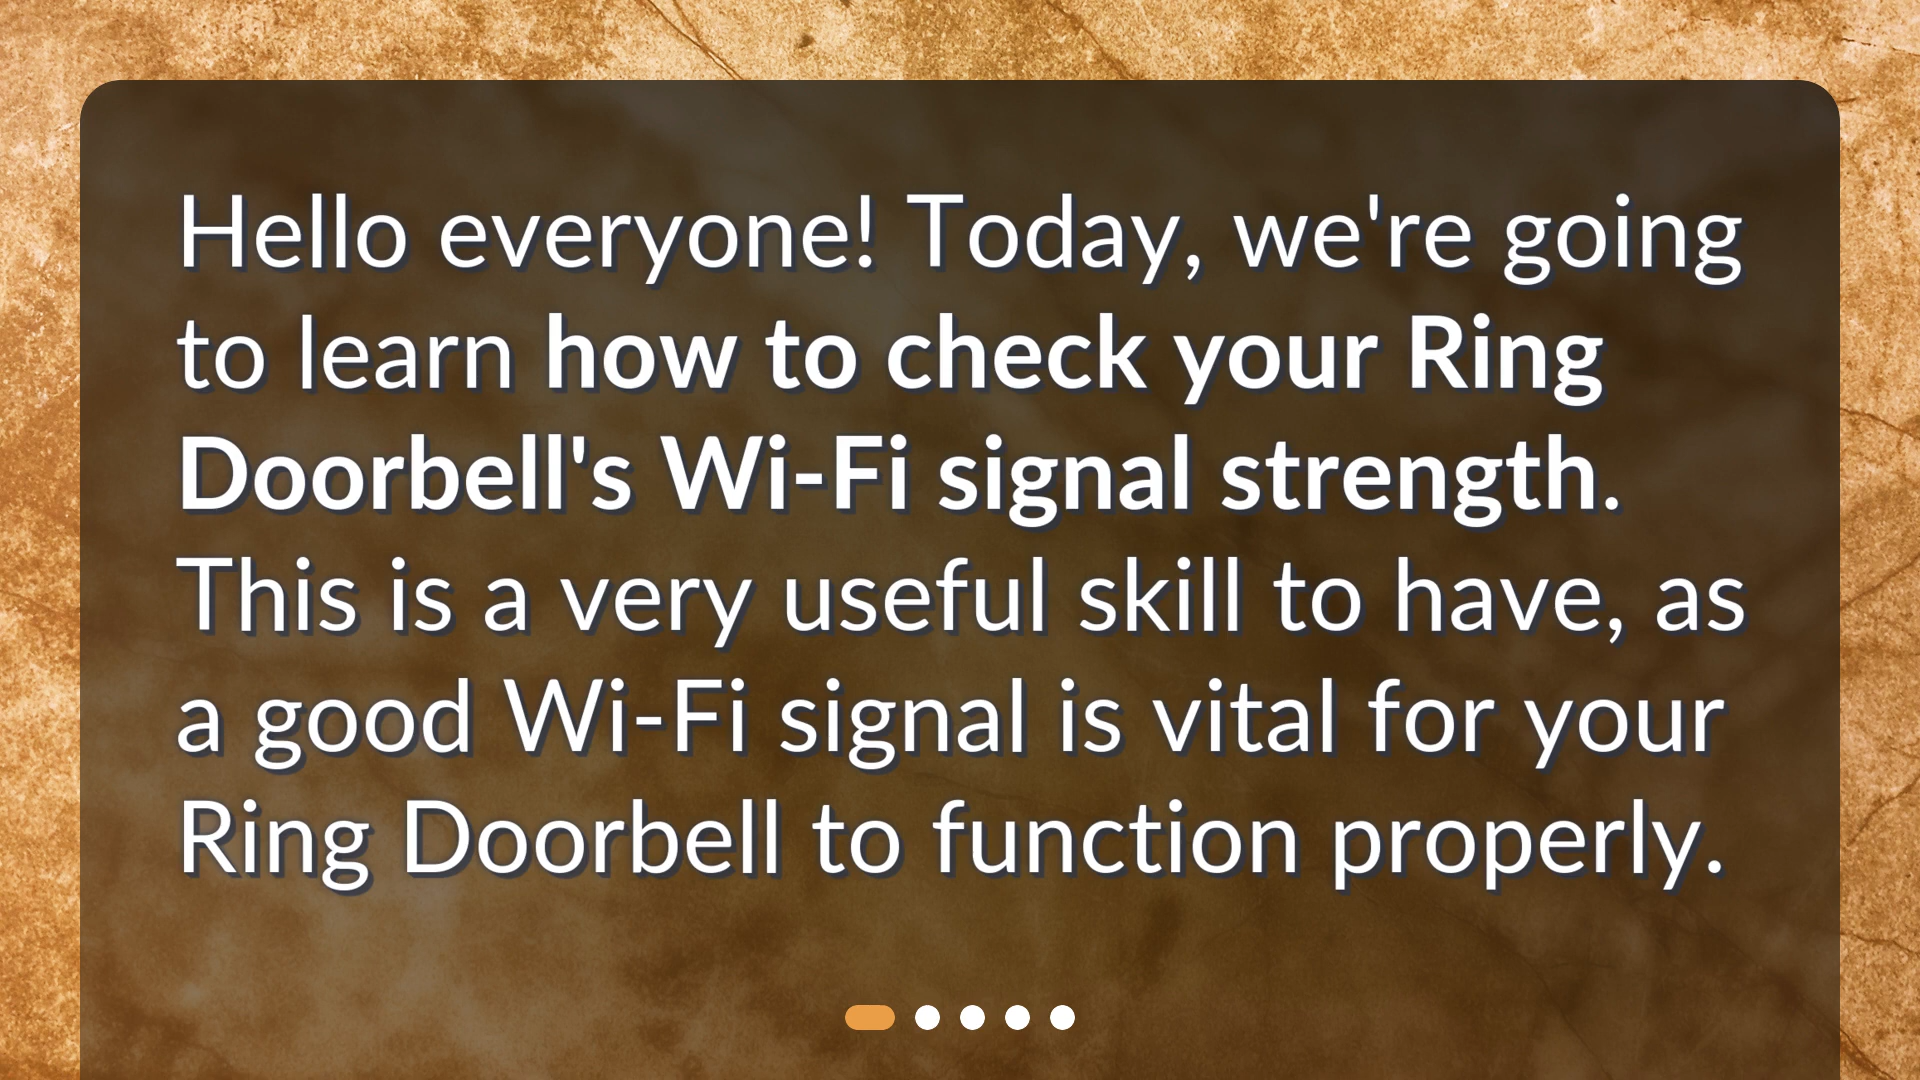 Hello everyone! Today, we're going
to learn how to check your Ring
Doorbell's Wi-Fi signal strength.
This is a very useful skill to have, as
a good Wi-Fi signal is vital for your
Ring Doorbell to function properly.